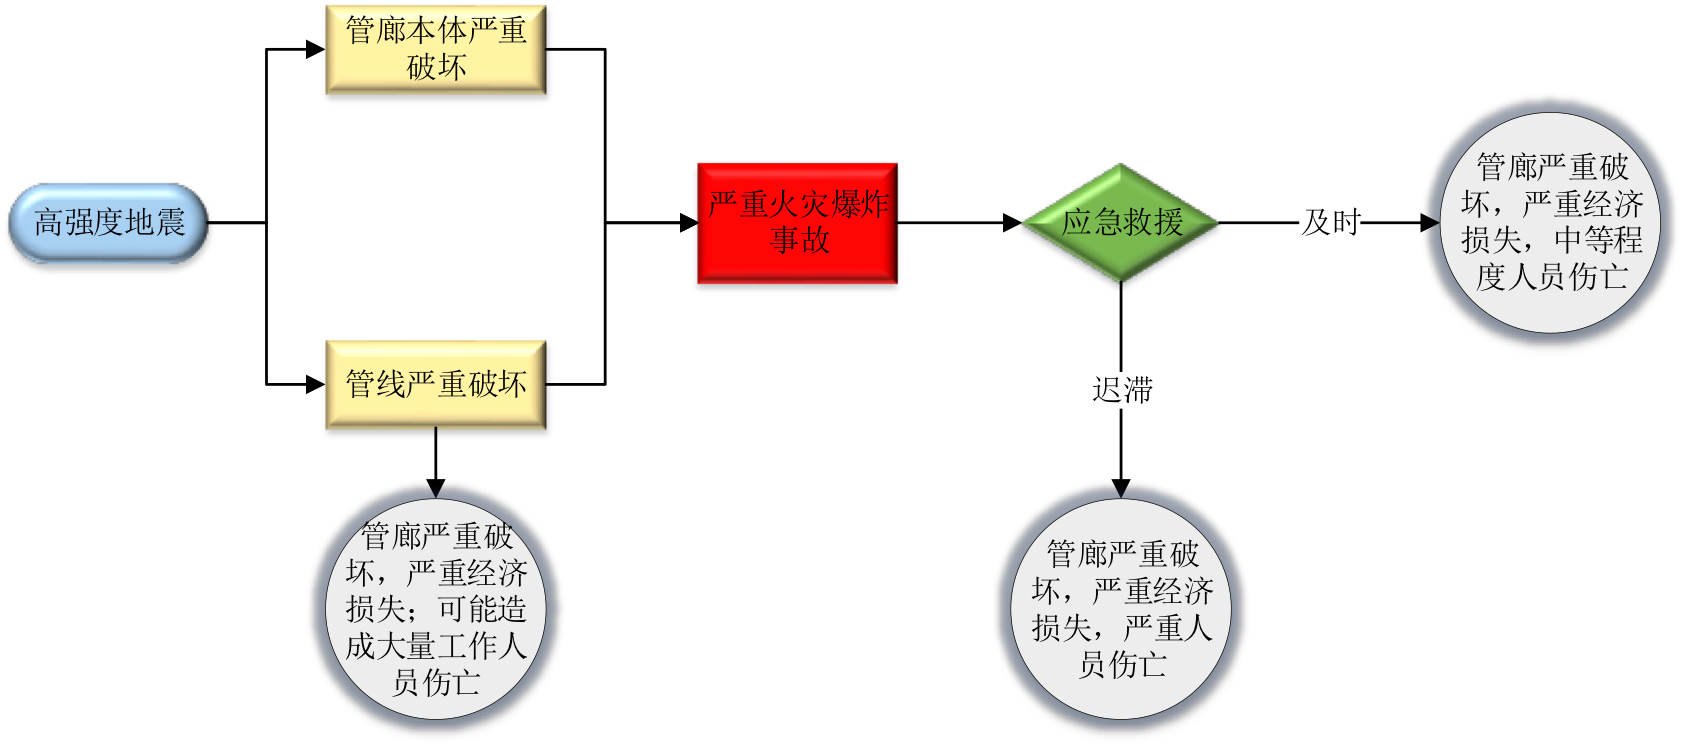 管廊本体严重
破坏
高强度地震
管线严重破坏
严重火灾爆炸
事故
应急救援
及时
迟滞
管廊严重破
坏，严重经济
损失，中等程
度人员伤亡
管廊严重破
坏，严重经济
损失；可能造
成大量工作人
员伤亡
管廊严重破
坏，严重经济
损失，严重人
员伤亡